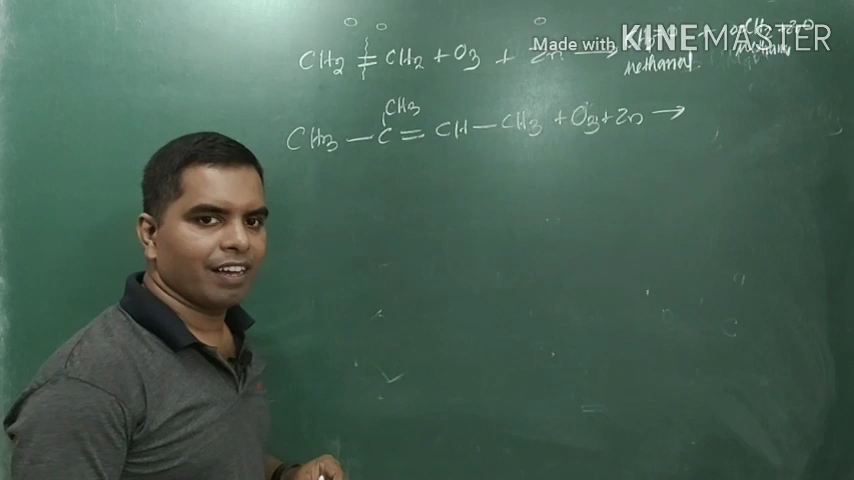 Made with KINEMASTER
CH2 = CH2 + O3 + Zn →
methanal
CH3
CH3 — C = CH — CH3 + O3 + Zn →